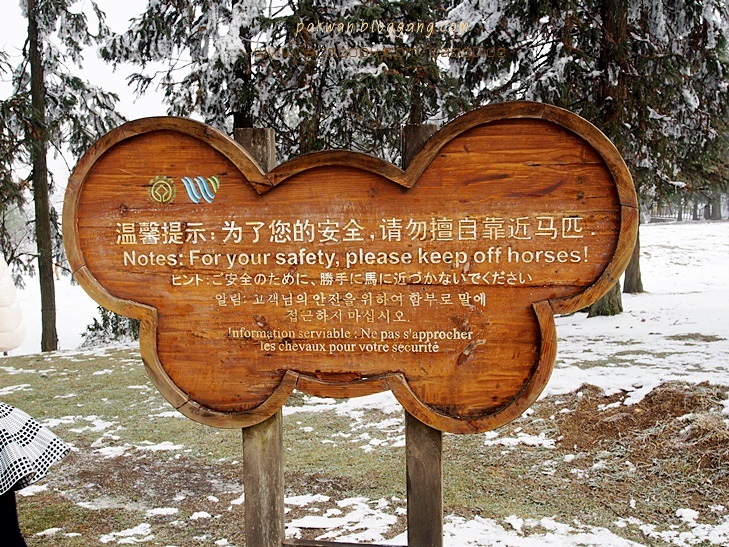 parwan.bloggang.com
温馨提示:为了您的安全,请勿擅自靠近马匹.
Notes: For your safety, please keep off horses!
ヒント:ご安全のために、勝手に馬に近づかないでください
알림: 고객님의 안전을 위하여 함부로 말에
접근하지 마십시오.
Information serviable : Ne pas s'approcher
les chevaux pour votre sécurité